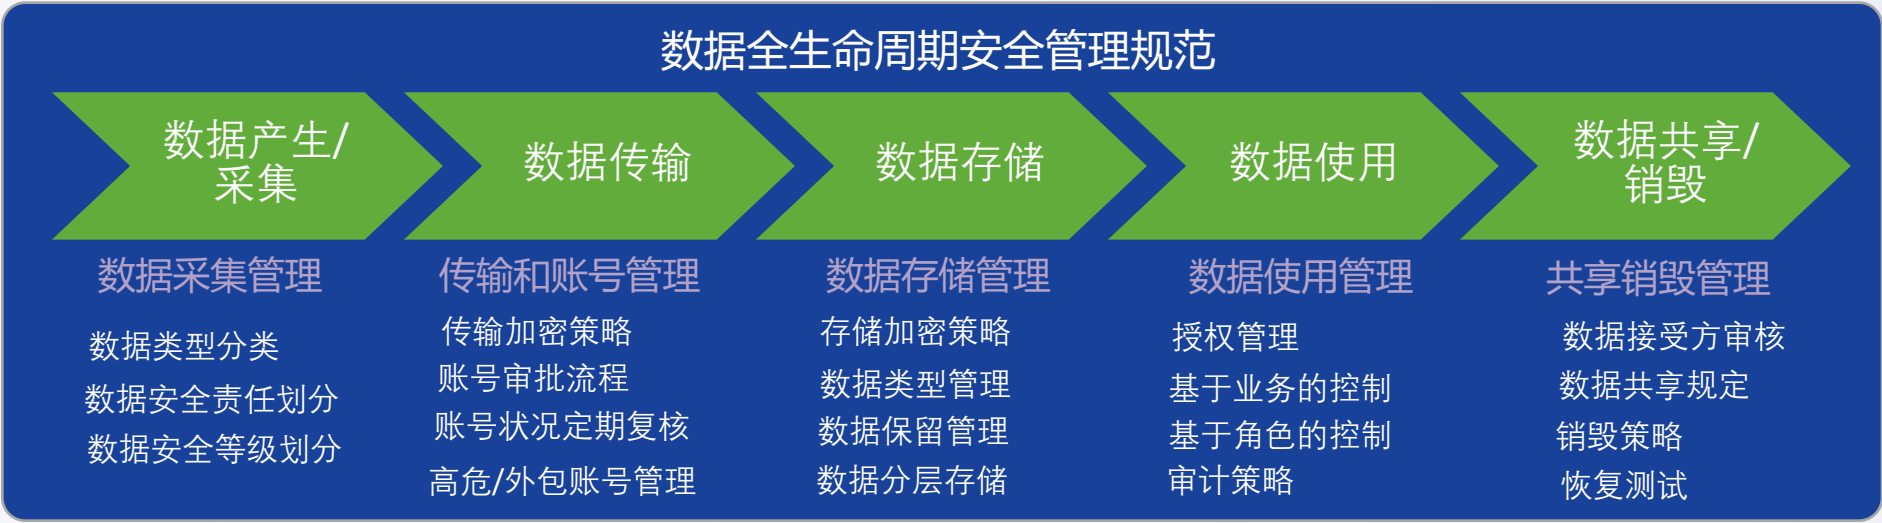 数据全生命周期安全管理规范
数据产生/
采集
数据传输
数据存储
数据使用
数据共享/
销毁
数据采集管理
数据类型分类
数据安全责任划分
数据安全等级划分
传输和账号管理
传输加密策略
账号审批流程
账号状况定期复核
高危/外包账号管理
数据存储管理
存储加密策略
数据类型管理
数据保留管理
数据分层存储
数据使用管理
授权管理
基于业务的控制
基于角色的控制
审计策略
共享销毁管理
数据接受方审核
数据共享规定
销毁策略
恢复测试